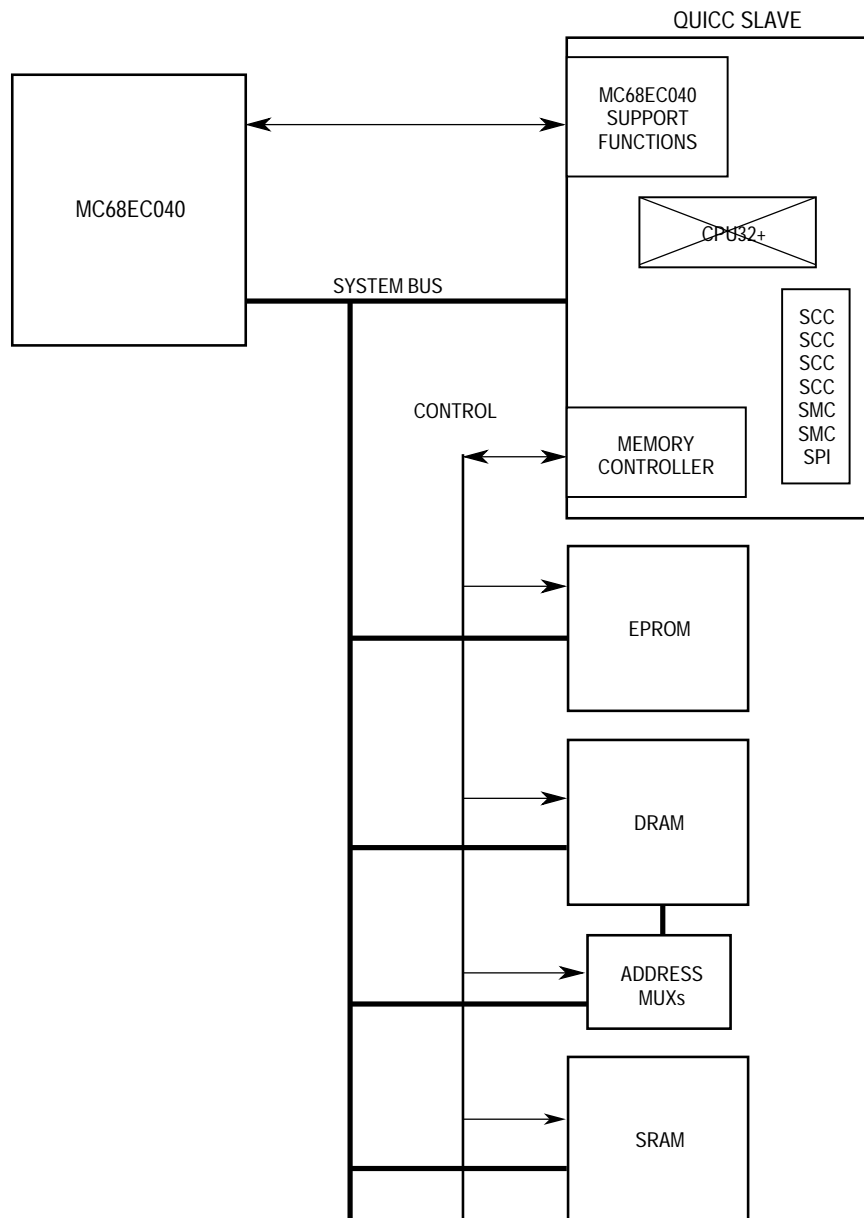 QUICC SLAVE
MC68EC040
SUPPORT
FUNCTIONS
MC68EC040
CPU32+
SYSTEM BUS
SCC
SCC
SCC
SCC
SMC
SMC
SPI
CONTROL
MEMORY
CONTROLLER
EPROM
DRAM
ADDRESS
MUXs
SRAM